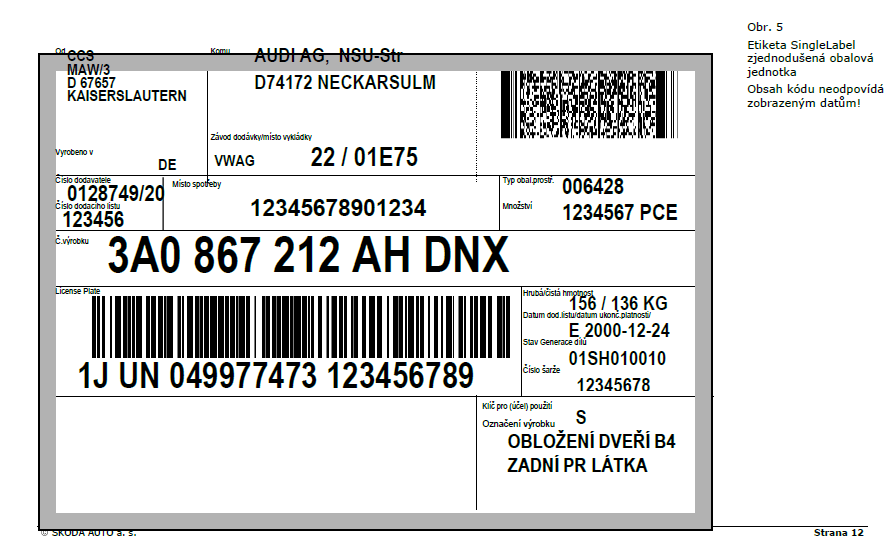 Obr. 5
Etiketa SingleLabel
zjednodušená obalová
jednotka
Obsah kódu neodpovídá
zobrazeným datům!
Od
CCS
MAW/3
D 67657
KAISERSLAUTERN
Vyrobeno v
DE
Komu
AUDI AG, NSU-Str
D74172 NECKARSULM
Závod dodávky/místo vykládky
VWAG 22 / 01E75
Číslo dodavatele
0128749/20
Číslo dodacího listu
123456
Místo spotřeby
12345678901234
Typ obal.prostř. 006428
Množství 1234567 PCE
Č.výrobku
3A0 867 212 AH DNX
License Plate
1J UN 049977473 123456789
Hrubá/čistá hmotnost
156 / 136 KG
Datum dod.listu/datum ukonč.platnosti/
E 2000-12-24
Stav Generace dílů
01SH010010
Číslo šarže
12345678
Klíč pro (účel) použití
S
Označení výrobku
OBLOŽENÍ DVEŘÍ B4
ZADNÍ PR LÁTKA
© ŠKODA AUTO a. s.
Strana 12